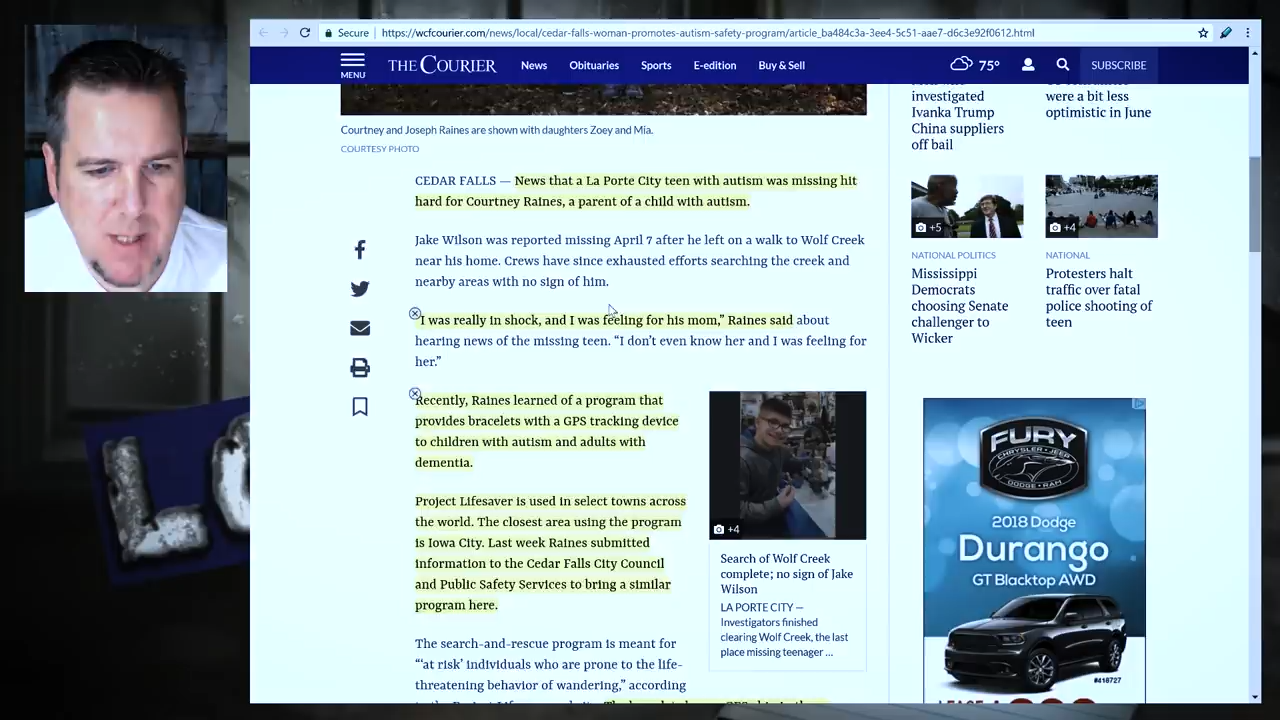 Secure https://wcfcourier.com/news/local/cedar-falls-woman-promotes-autism-safety-program/article_ba484c3a-3ee4-5c51-aae7-d6c3e92f0612.html
MENU
THE COURIER
News
Obituaries
Sports
E-edition
Buy & Sell
75°
SUBSCRIBE
Courtney and Joseph Raines are shown with daughters Zoey and Mia.
COURTESY PHOTO
CEDAR FALLS — News that a La Porte City teen with autism was missing hit
hard for Courtney Raines, a parent of a child with autism.
Jake Wilson was reported missing April 7 after he left on a walk to Wolf Creek
near his home. Crews have since exhausted efforts searching the creek and
nearby areas with no sign of him.
"I was really in shock, and I was feeling for his mom,” Raines said about
hearing news of the missing teen. “I don’t even know her and I was feeling for
her.”
Recently, Raines learned of a program that
provides bracelets with a GPS tracking device
to children with autism and adults with
dementia.
Project Lifesaver is used in select towns across
the world. The closest area using the program
is Iowa City. Last week Raines submitted
information to the Cedar Falls City Council
and Public Safety Services to bring a similar
program here.
The search-and-rescue program is meant for
“‘at risk’ individuals who are prone to the life-
threatening behavior of wandering,” according
+4
Search of Wolf Creek
complete; no sign of Jake
Wilson
LA PORTE CITY —
Investigators finished
clearing Wolf Creek, the last
place missing teenager ...
investigated
Ivanka Trump
China suppliers
off bail
were a bit less
optimistic in June
+5
NATIONAL POLITICS
Mississippi
Democrats
choosing Senate
challenger to
Wicker
+4
NATIONAL
Protesters halt
traffic over fatal
police shooting of
teen
FURY
CHRYSLER • JEEP
DODGE • RAM
2018 Dodge
Durango
GT Blacktop AWD
#418727
LO